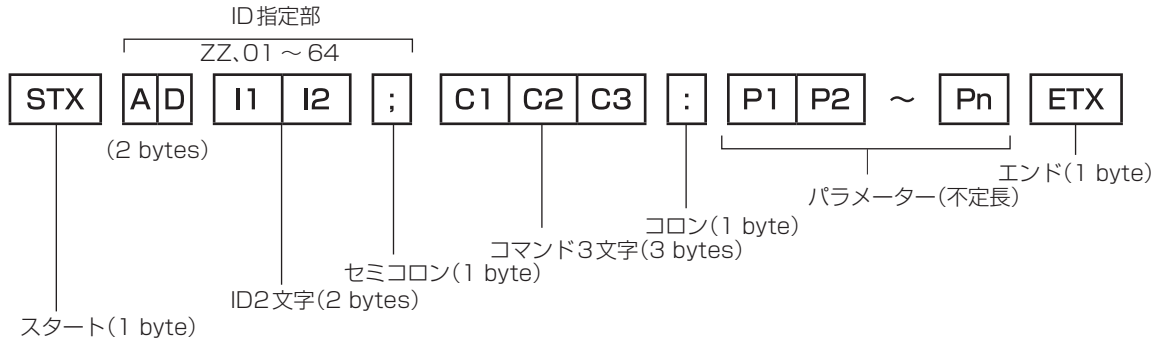 ID指定部
ZZ、01～64
STX A D I1 I2 ; C1 C2 C3 : P1 P2 ～ Pn ETX
(2 bytes)
エンド(1 byte)
パラメーター(不定長)
コロン(1 byte)
コマンド3文字(3 bytes)
セミコロン(1 byte)
ID2文字(2 bytes)
スタート(1 byte)